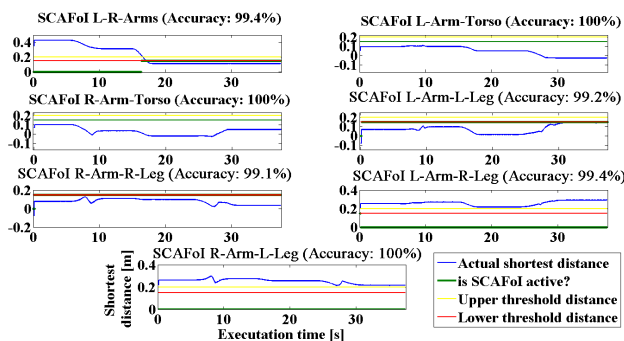 SCAFoI L-R-Arms (Accuracy: 99.4%)
0.4
0.2
0
0 10 20 30
SCAFoI L-Arm-Torso (Accuracy: 100%)
0.2
0.1
-0.1
0 10 20 30
SCAFoI R-Arm-Torso (Accuracy: 100%)
0.2
0.1
-0.1
0 10 20 30
SCAFoI L-Arm-L-Leg (Accuracy: 99.2%)
0.2
0.1
-0.1
0 10 20 30
SCAFoI R-Arm-R-Leg (Accuracy: 99.1%)
0.2
0
-0.2
0 10 20 30
SCAFoI L-Arm-R-Leg (Accuracy: 99.4%)
0.4
0.2
0
0 10 20 30
SCAFoI R-Arm-L-Leg (Accuracy: 100%)
Shortest
distance [m]
0.4
0.2
0
0 10 20 30 40
Executation time [s]
Actual shortest distance
is SCAFoI active?
Upper threshold distance
Lower threshold distance